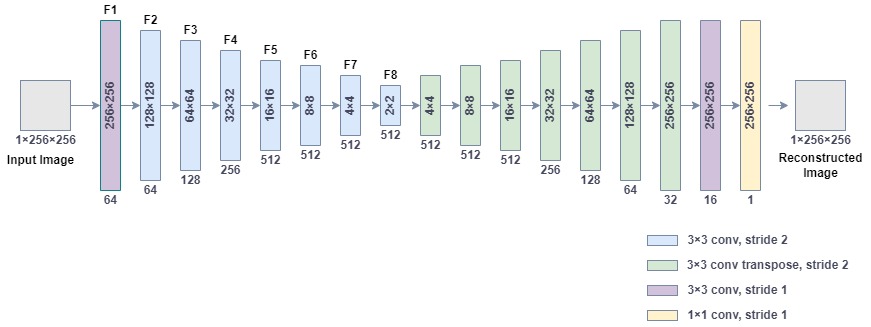 F1
F2
F3
F4
F5
F6
F7
F8
256×256
128×128
64×64
32×32
16×16
8×8
4×4
2×2
4×4
8×8
16×16
32×32
64×64
128×128
256×256
256×256
256×256
1×256×256
Input Image
64
64
128
256
512
512
512
512
512
512
512
256
128
64
32
16
1
1×256×256
Reconstructed
Image
3×3 conv, stride 2
3×3 conv transpose, stride 2
3×3 conv, stride 1
1×1 conv, stride 1